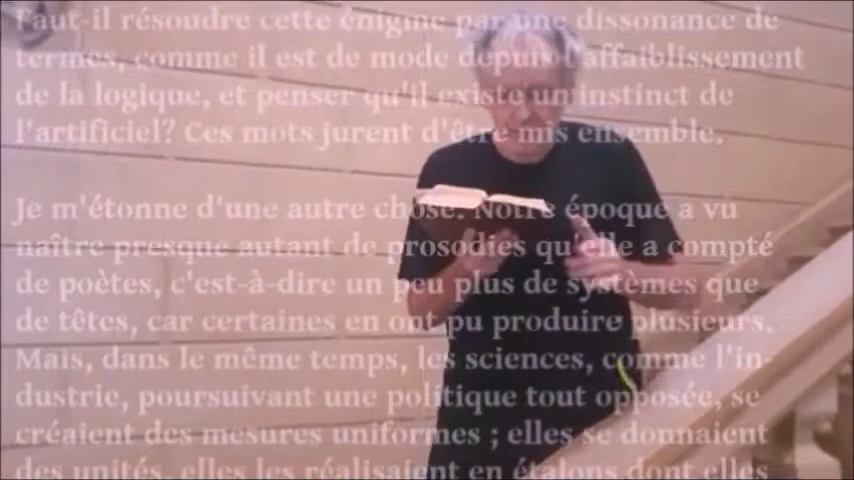 Faut-il résoudre cette énigme par une dissonance de
termes, comme il est de mode depuis l'affaiblissement
de la logique, et penser qu'il existe un instinct de
l'artificiel? Ces mots jurent d'être mis ensemble.
Je m'étonne d'une autre chose. Notre époque a vu
naître presque autant de prosodies qu'elle a compté
de poètes, c'est-à-dire un peu plus de systèmes que
de têtes, car certaines en ont pu produire plusieurs.
Mais, dans le même temps, les sciences, comme l'in-
dustrie, poursuivant une politique tout opposée, se
créaient des mesures uniformes ; elles se donnaient
des unités, elles les réalisaient en étalons dont elles